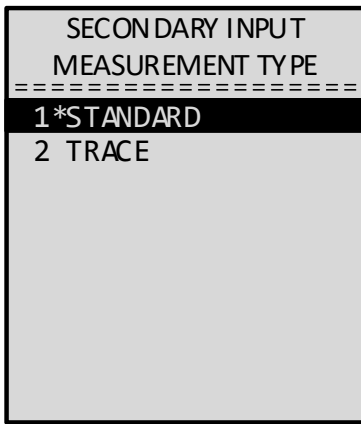 SECONDARY INPUT
MEASUREMENT TYPE
===================
1*STANDARD
2 TRACE